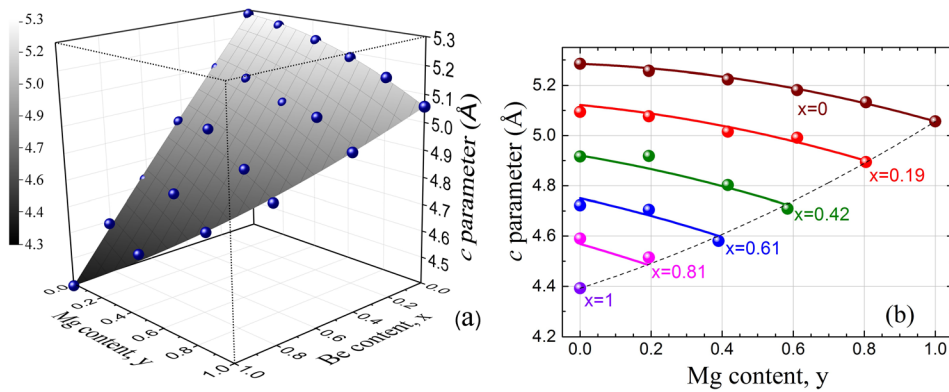 5.3
5.1
5.0
4.9
4.7
4.6
4.4
4.3
5.3
5.2
5.1
5.0
4.9
4.8
4.7
4.6
4.5
c parameter (Å)
0.0
0.2
0.4
0.6
0.8
1.0
Mg content, y
1.0
0.8
0.6
0.4
0.2
0.0
Be content, x
(a)
c parameter (Å)
5.2
5.0
4.8
4.6
4.4
4.2
x=0
x=0.19
x=0.42
x=0.61
x=0.81
x=1
(b)
0.0 0.2 0.4 0.6 0.8 1.0
Mg content, y